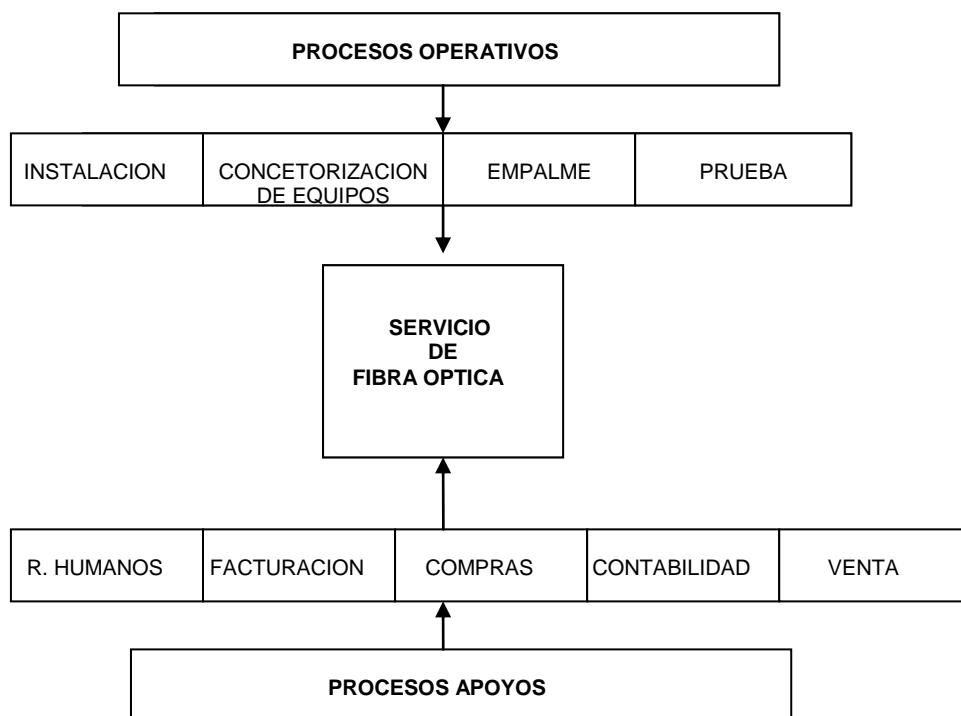 PROCESOS OPERATIVOS
INSTALACION
CONCETORIZACION
DE EQUIPOS
EMPALME
PRUEBA
SERVICIO
DE
FIBRA OPTICA
R. HUMANOS
FACTURACION
COMPRAS
CONTABILIDAD
VENTA
PROCESOS APOYOS